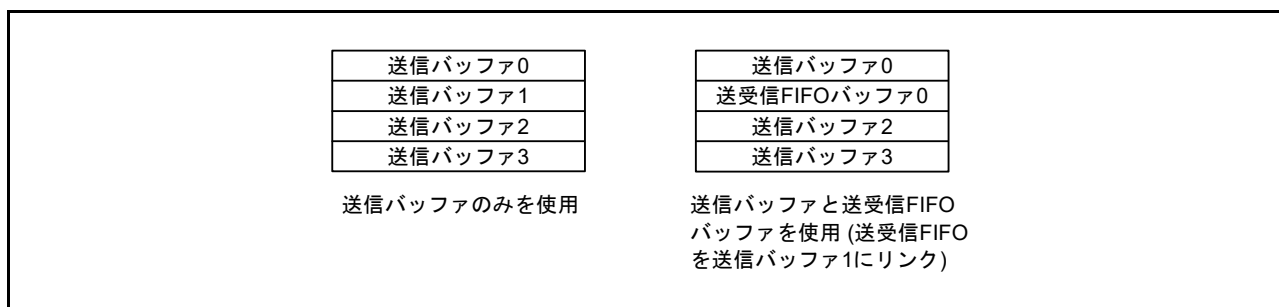 送信バッファ0
送信バッファ1
送信バッファ2
送信バッファ3
送信バッファのみを使用
送信バッファ0
送受信FIFOバッファ0
送信バッファ2
送信バッファ3
送信バッファと送受信FIFO
バッファを使用 (送受信FIFO
を送信バッファ1にリンク)